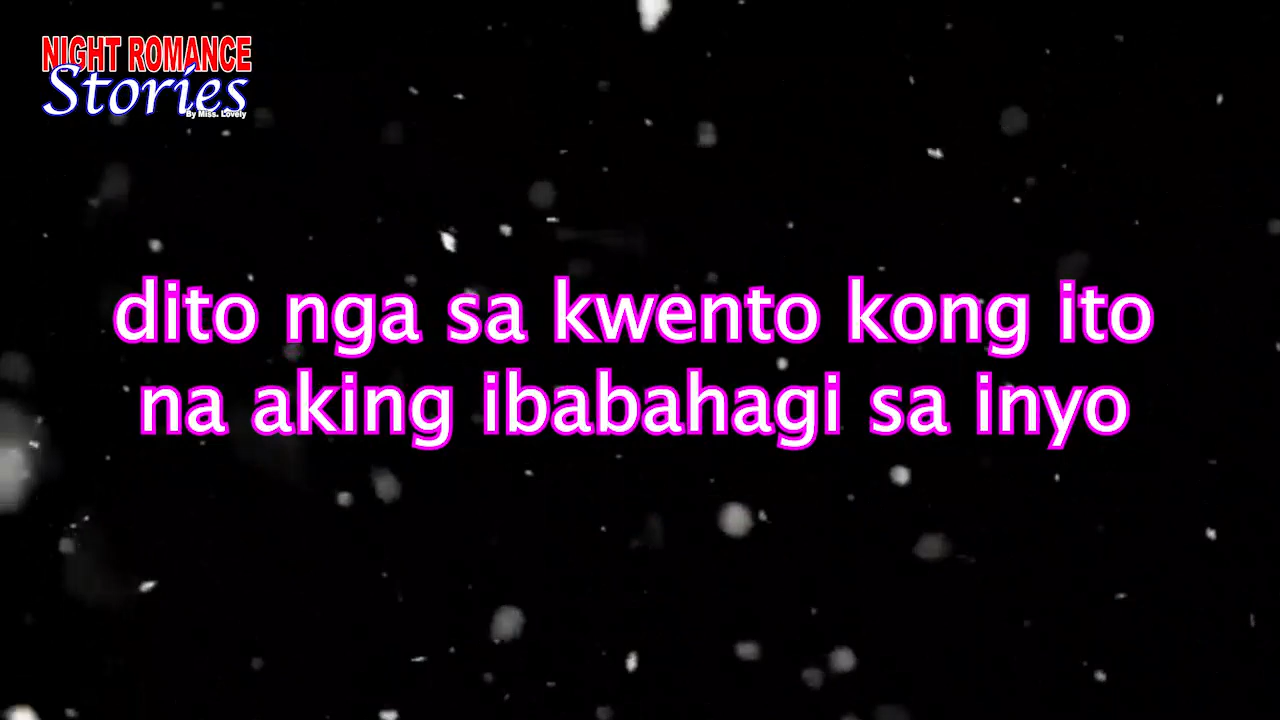 NIGHT ROMANCE
Stories
By Miss. Lovely
dito nga sa kwento kong ito
na aking ibabahagi sa inyo